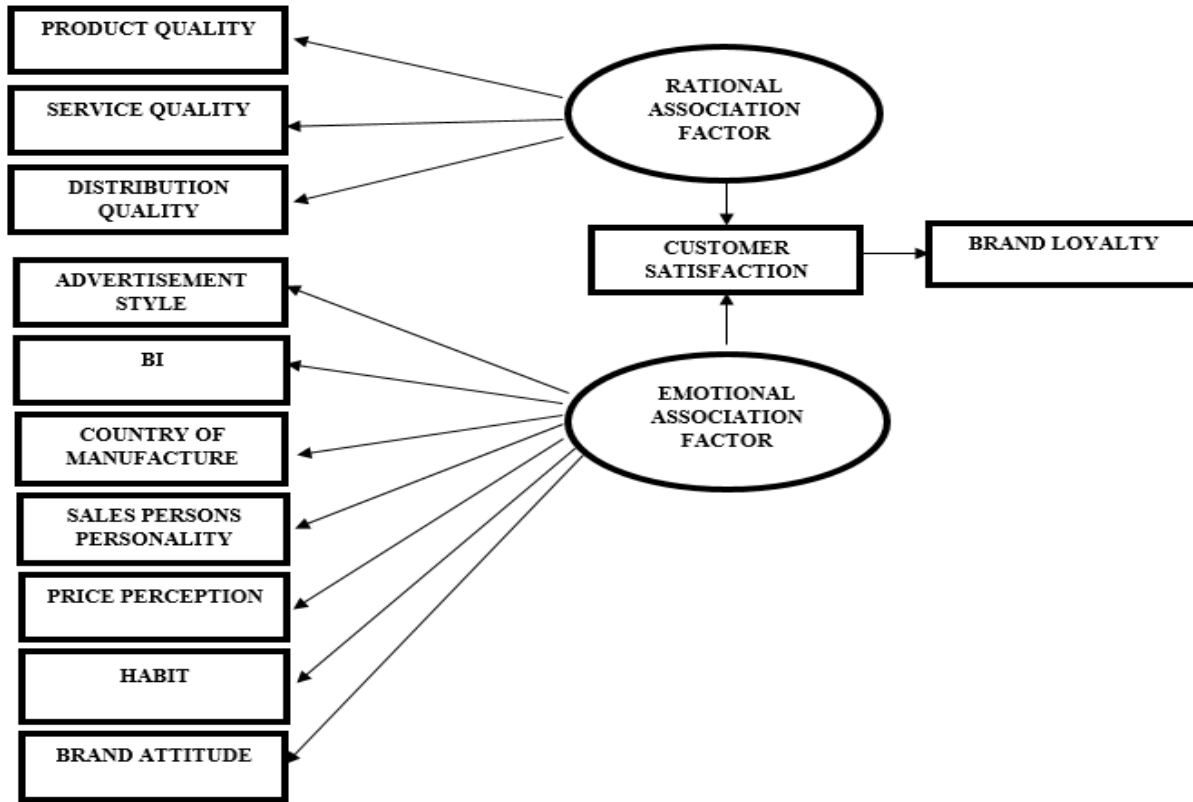 PRODUCT QUALITY
SERVICE QUALITY
DISTRIBUTION
QUALITY
ADVERTISEMENT
STYLE
BI
COUNTRY OF
MANUFACTURE
SALES PERSONS
PERSONALITY
PRICE PERCEPTION
HABIT
BRAND ATTITUDE
RATIONAL
ASSOCIATION
FACTOR
CUSTOMER
SATISFACTION
EMOTIONAL
ASSOCIATION
FACTOR
BRAND LOYALTY